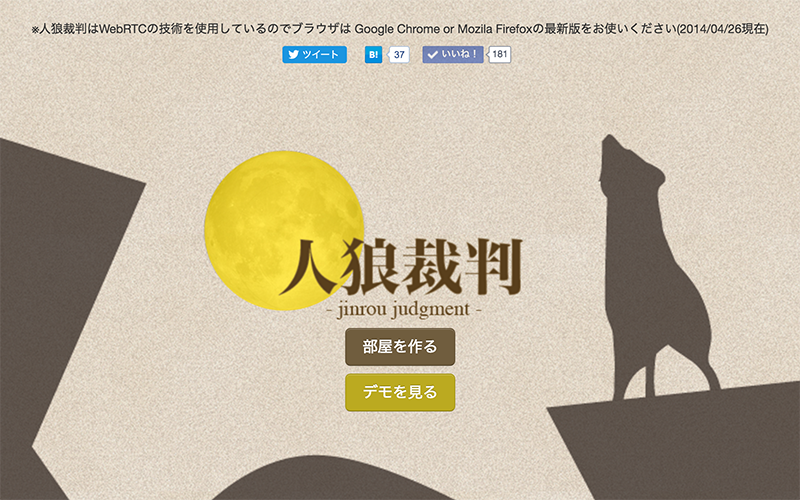 ※人狼裁判はWebRTCの技術を使用しているのでブラウザは Google Chrome or Mozila Firefoxの最新版をお使いください(2014/04/26現在)
ツイート B! 37 いいね！ 181
人狼裁判
- jinrou judgment -
部屋を作る
デモを見る